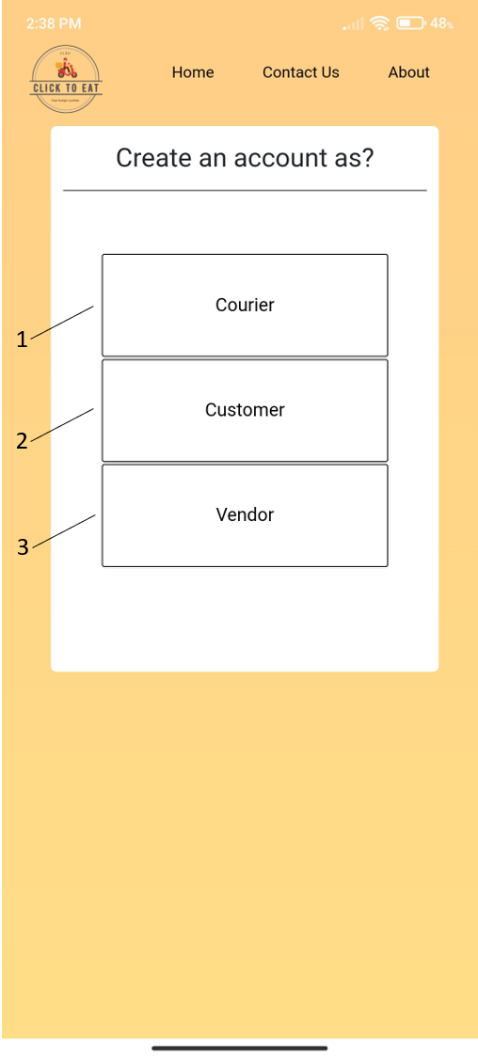 2:38 PM 48%
CLICK TO EAT
Home Contact Us About
Create an account as?
1 Courier
2 Customer
3 Vendor